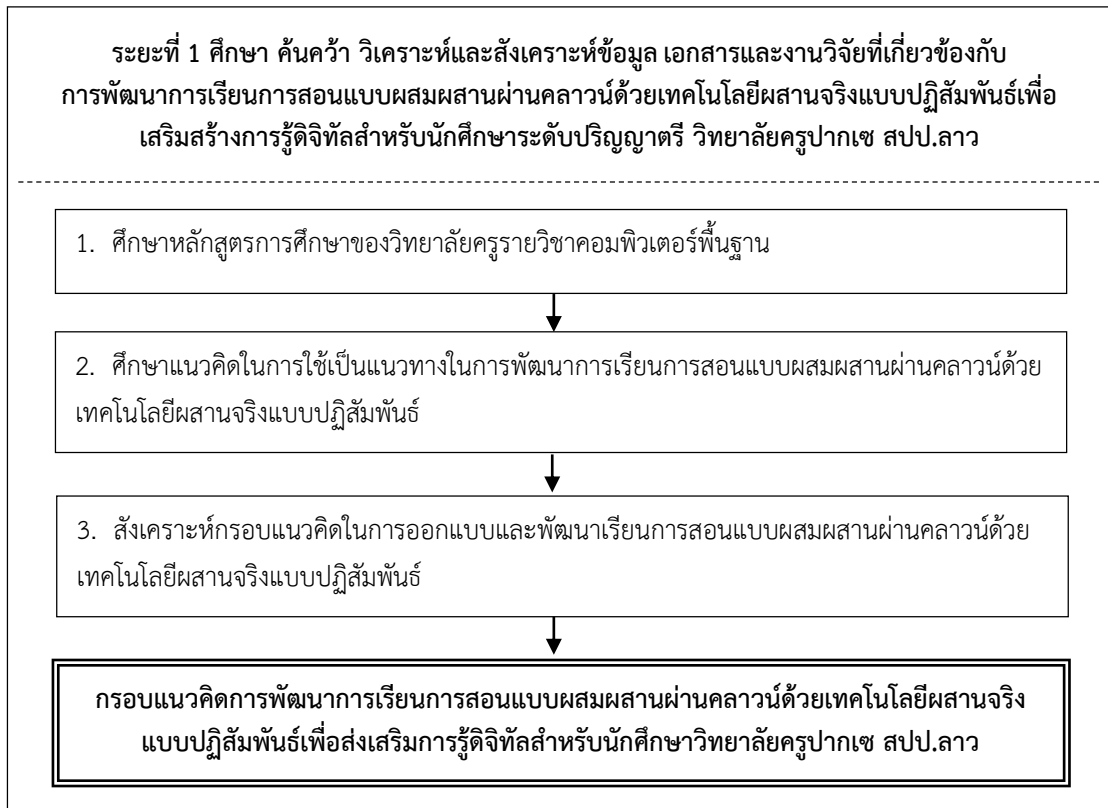 ระยะที่ 1 ศึกษา ค้นคว้า วิเคราะห์และสังเคราะห์ข้อมูล เอกสารและงานวิจัยที่เกี่ยวข้องกับ
การพัฒนาการเรียนการสอนแบบผสมผสานผ่านคลาวน์ด้วยเทคโนโลยีผสานจริงแบบปฏิสัมพันธ์เพื่อ
เสริมสร้างการรู้ดิจิทัลสำหรับนักศึกษาระดับปริญญาตรี วิทยาลัยครูปากเซ สปป.ลาว
1. ศึกษาหลักสูตรการศึกษาของวิทยาลัยครูรายวิชาคอมพิวเตอร์พื้นฐาน
2. ศึกษาแนวคิดในการใช้เป็นแนวทางในการพัฒนาการเรียนการสอนแบบผสมผสานผ่านคลาวน์ด้วย
เทคโนโลยีผสานจริงแบบปฏิสัมพันธ์
3. สังเคราะห์กรอบแนวคิดในการออกแบบและพัฒนาเรียนการสอนแบบผสมผสานผ่านคลาวน์ด้วย
เทคโนโลยีผสานจริงแบบปฏิสัมพันธ์
กรอบแนวคิดการพัฒนาการเรียนการสอนแบบผสมผสานผ่านคลาวน์ด้วยเทคโนโลยีผสานจริง
แบบปฏิสัมพันธ์เพื่อส่งเสริมการรู้ดิจิทัลสำหรับนักศึกษาวิทยาลัยครูปากเซ สปป.ลาว